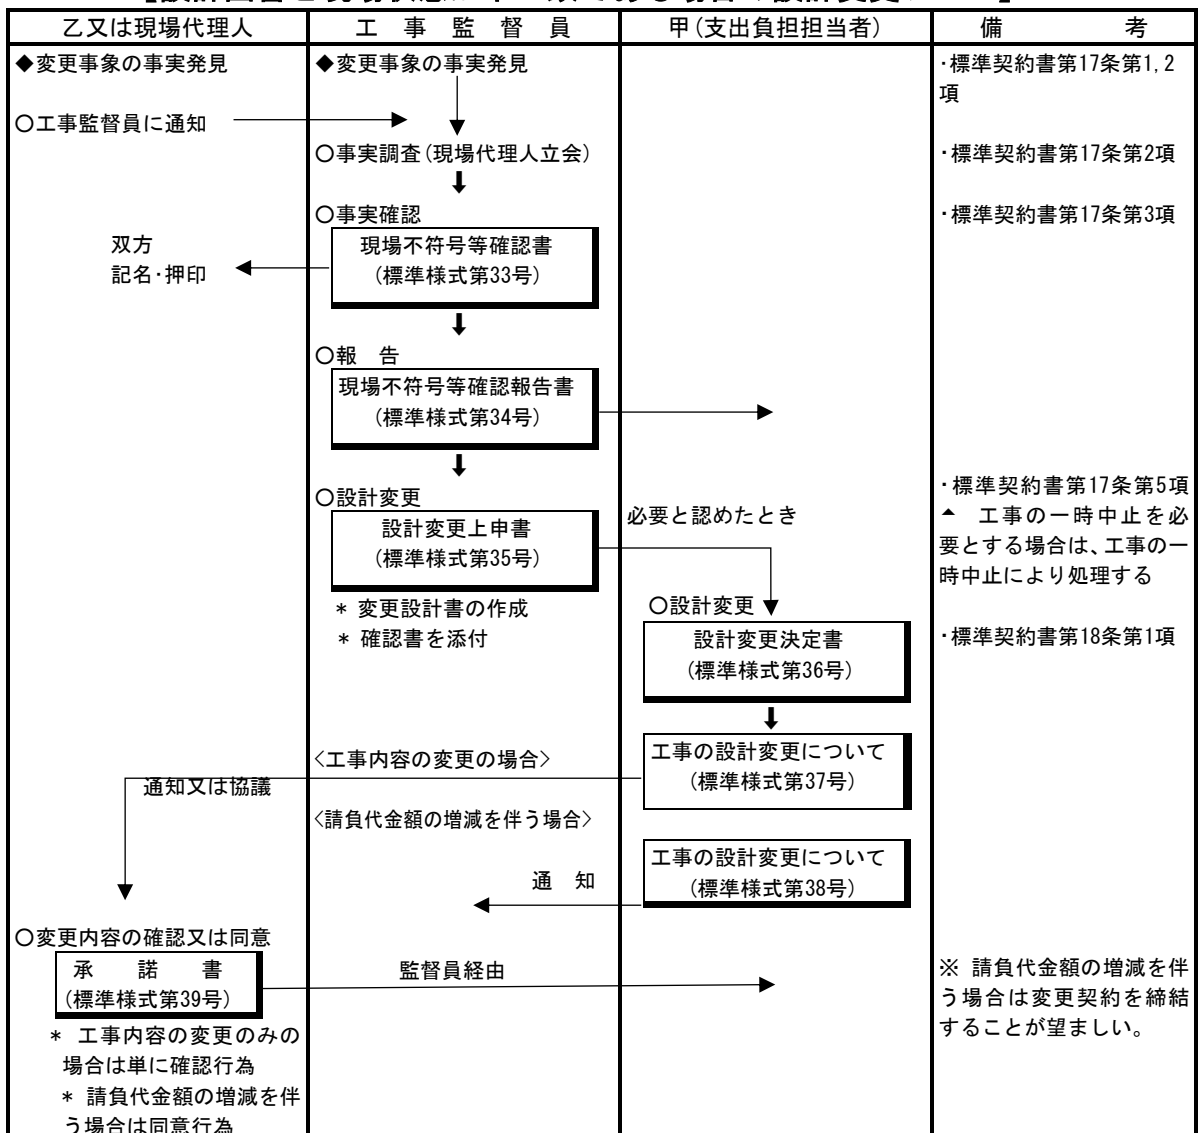 乙又は現場代理人
工　事　監　督　員
甲(支出負担担当者)
備　　　考
◆変更事象の事実発見
◆変更事象の事実発見
・標準契約書第17条第1,2
項
〇工事監督員に通知
〇事実調査(現場代理人立会)
・標準契約書第17条第2項
〇事実確認
・標準契約書第17条第3項
双方
記名・押印
現場不符号等確認書
(標準様式第33号)
〇報　告
現場不符号等確認報告書
(標準様式第34号)
〇設計変更
設計変更上申書
(標準様式第35号)
* 変更設計書の作成
* 確認書を添付
必要と認めたとき
・標準契約書第17条第5項
工事の一時中止を必
要とする場合は、工事の一
時中止により処理する
〇設計変更
設計変更決定書
(標準様式第36号)
・標準契約書第18条第1項
工事の設計変更について
(標準様式第37号)
〈工事内容の変更の場合〉
通知又は協議
〈請負代金額の増減を伴う場合〉
工事の設計変更について
(標準様式第38号)
通　知
〇変更内容の確認又は同意
承　諾　書
(標準様式第39号)
監督員経由
※ 請負代金額の増減を伴
う場合は変更契約を締結
することが望ましい。
* 工事内容の変更のみの
場合は単に確認行為
* 請負代金額の増減を伴
う場合は同意行為